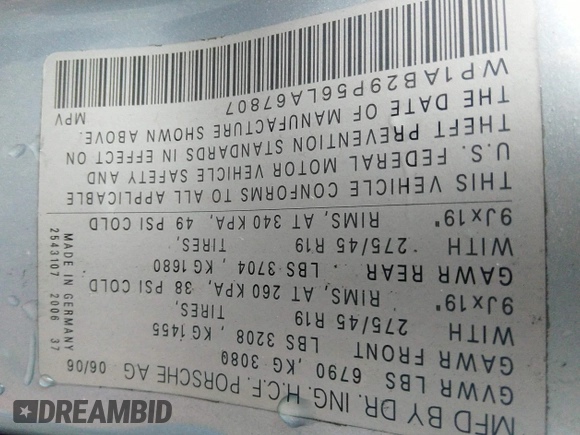 MFD BY DR. ING. H.C.F. PORSCHE AG 06/06
GVWR LBS 6790, KG 3080
GAWR FRONT LBS 3208, KG 1455
WITH 275/45 R19 TIRES,
9Jx19" RIMS, AT 260 KPA, 38 PSI COLD
GAWR REAR LBS 3704, KG 1680
WITH 275/45 R19 TIRES,
9Jx19" RIMS, AT 340 KPA, 49 PSI COLD
THIS VEHICLE CONFORMS TO ALL APPLICABLE
U.S. FEDERAL MOTOR VEHICLE SAFETY AND
THEFT PREVENTION STANDARDS IN EFFECT ON
THE DATE OF MANUFACTURE SHOWN ABOVE.
WP1AB29P56LA67807
MPV
MADE IN GERMANY
2543107 2006 37
DREAMBID